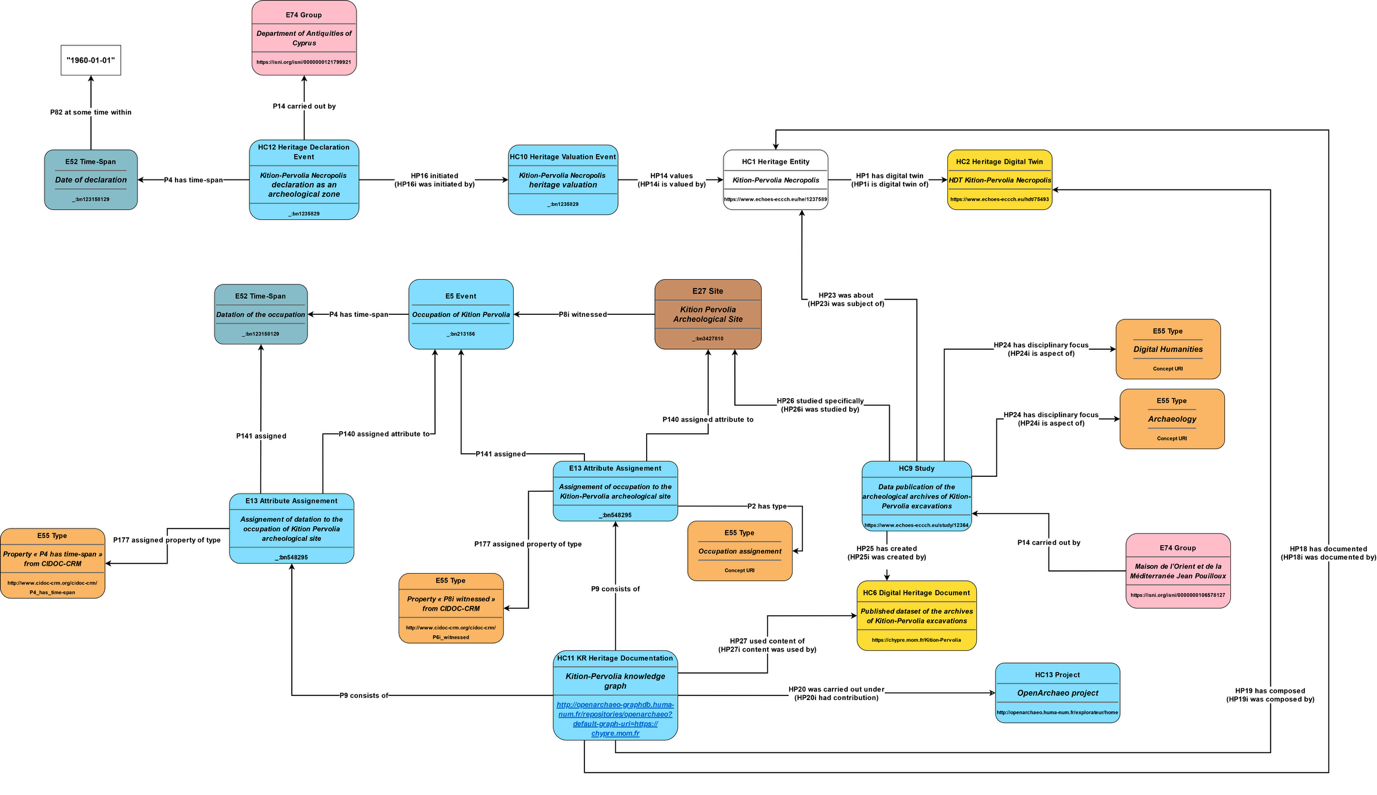 E74 Group
Department of Antiquities of
Cyprus
https://isni.org/isni/0000000121799921
"1960-01-01"
P82 at some time within
P14 carried out by
E52 Time-Span
Date of declaration
_:bn123158129
P4 has time-span
HC12 Heritage Declaration
Event
Kition-Pervolia Necropolis
declaration as an
archeological zone
_:bn1235829
HP16 initiated
(HP16i was initiated by)
HC10 Heritage Valuation Event
Kition-Pervolia Necropolis
heritage valuation
_:bn1235829
HP14 values
(HP14i is valued by)
HC1 Heritage Entity
Kition-Pervolia Necropolis
https://www.echoes-eccch.eu/he/1237589
HP1 has digital twin
(HP1i is digital twin of)
HC2 Heritage Digital Twin
HDT Kition-Pervolia Necropolis
https://www.echoes-eccch.eu/hdt/75493
E52 Time-Span
Datation of the occupation
_:bn123150129
P4 has time-span
E5 Event
Occupation of Kition Pervolia
_:bn213156
P8i witnessed
E27 Site
Kition Pervolia
Archeological Site
_:bn3427810
HP23 was about
(HP23i was subject of)
HP24 has disciplinary focus
(HP24i is aspect of)
E55 Type
Digital Humanities
Concept URI
HP24 has disciplinary focus
(HP24i is aspect of)
E55 Type
Archaeology
Concept URI
HP26 studied specifically
(HP26i was studied by)
P141 assigned
P140 assigned attribute to
P140 assigned attribute to
P141 assigned
E13 Attribute Assignement
Assignement of datation to the
occupation of Kition Pervolia
archeological site
_:bn548295
E13 Attribute Assignement
Assignement of occupation to the
Kition-Pervolia archeological site
_:bn548295
HC9 Study
Data publication of the
archeological archives of Kition-
Pervolia excavations
https://www.echoes-eccch.eu/study/12364
P2 has type
E55 Type
Occupation assignement
Concept URI
P177 assigned property of type
E55 Type
Property « P4 has time-span »
from CIDOC-CRM
http://www.cidoc-crm.org/cidoc-crm/
P4_has_time-span
P177 assigned property of type
E55 Type
Property « P8i witnessed »
from CIDOC-CRM
http://www.cidoc-crm.org/cidoc-crm/
P8i_witnessed
P14 carried out by
E74 Group
Maison de l'Orient et de la
Méditerranée Jean Pouilloux
https://isni.org/isni/0000000106578127
HP25 has created
(HP25i was created by)
HP18 has documented
(HP18i was documented by)
P9 consists of
HC6 Digital Heritage Document
Published dataset of the archives
of Kition-Pervolia excavations
https://chypre.mom.fr/Kition-Pervolia
HP27 used content of
(HP27i content was used by)
HC11 KR Heritage Documentation
Kition-Pervolia knowledge
graph
http://openarchaeo-graphdb.huma-
num.fr/repositories/openarchaeo?
default-graph-url=https://
chypre.mom.fr
P9 consists of
HP20 was carried out under
(HP20i had contribution)
HC13 Project
OpenArchaeo project
http://openarchaeo.huma-num.fr/explorateur/home
HP19 has composed
(HP19i was composed by)